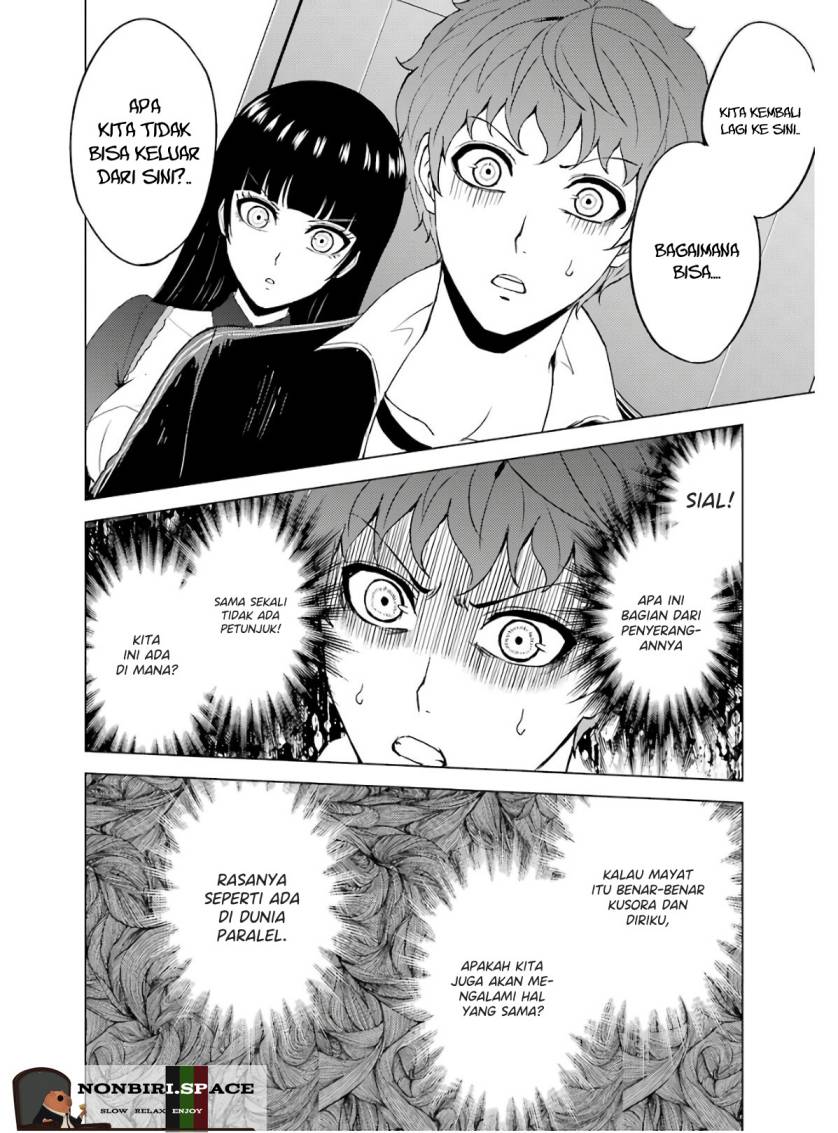 KITA KEMBALI
LAGI KE SINI..
BAGAIMANA
BISA....
APA
KITA TIDAK
BISA KELUAR
DARI SINI?..
SIAL!
APA INI
BAGIAN DARI
PENYERANG-
ANNYA
SAMA SEKALI
TIDAK ADA
PETUNJUK!
KITA
INI ADA
DI MANA?
KALAU MAYAT
ITU BENAR-BENAR
KUSORA DAN
DIRIKU,
APAKAH KITA
JUGA AKAN ME-
NGALAMI HAL
YANG SAMA?
RASANYA
SEPERTI ADA
DI DUNIA
PARALEL.
NONBIRI.SPACE
SLOW RELAX ENJOY